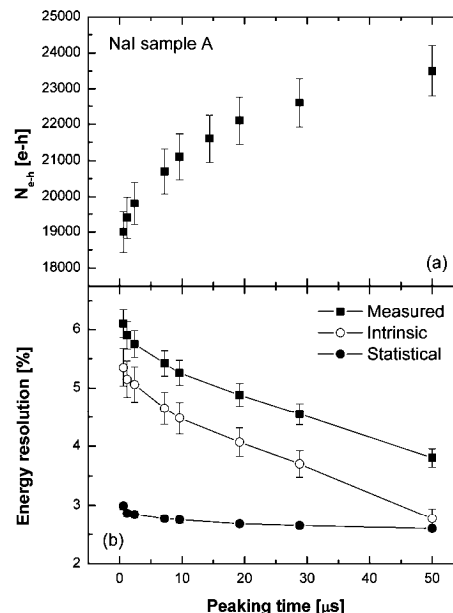 NaI sample A
25000
24000
23000
22000
21000
20000
19000
18000
N_e-h [e-h]
(a)
Measured
Intrinsic
Statistical
6
5
4
3
2
Energy resolution [%]
(b)
0 10 20 30 40 50
Peaking time [μs]